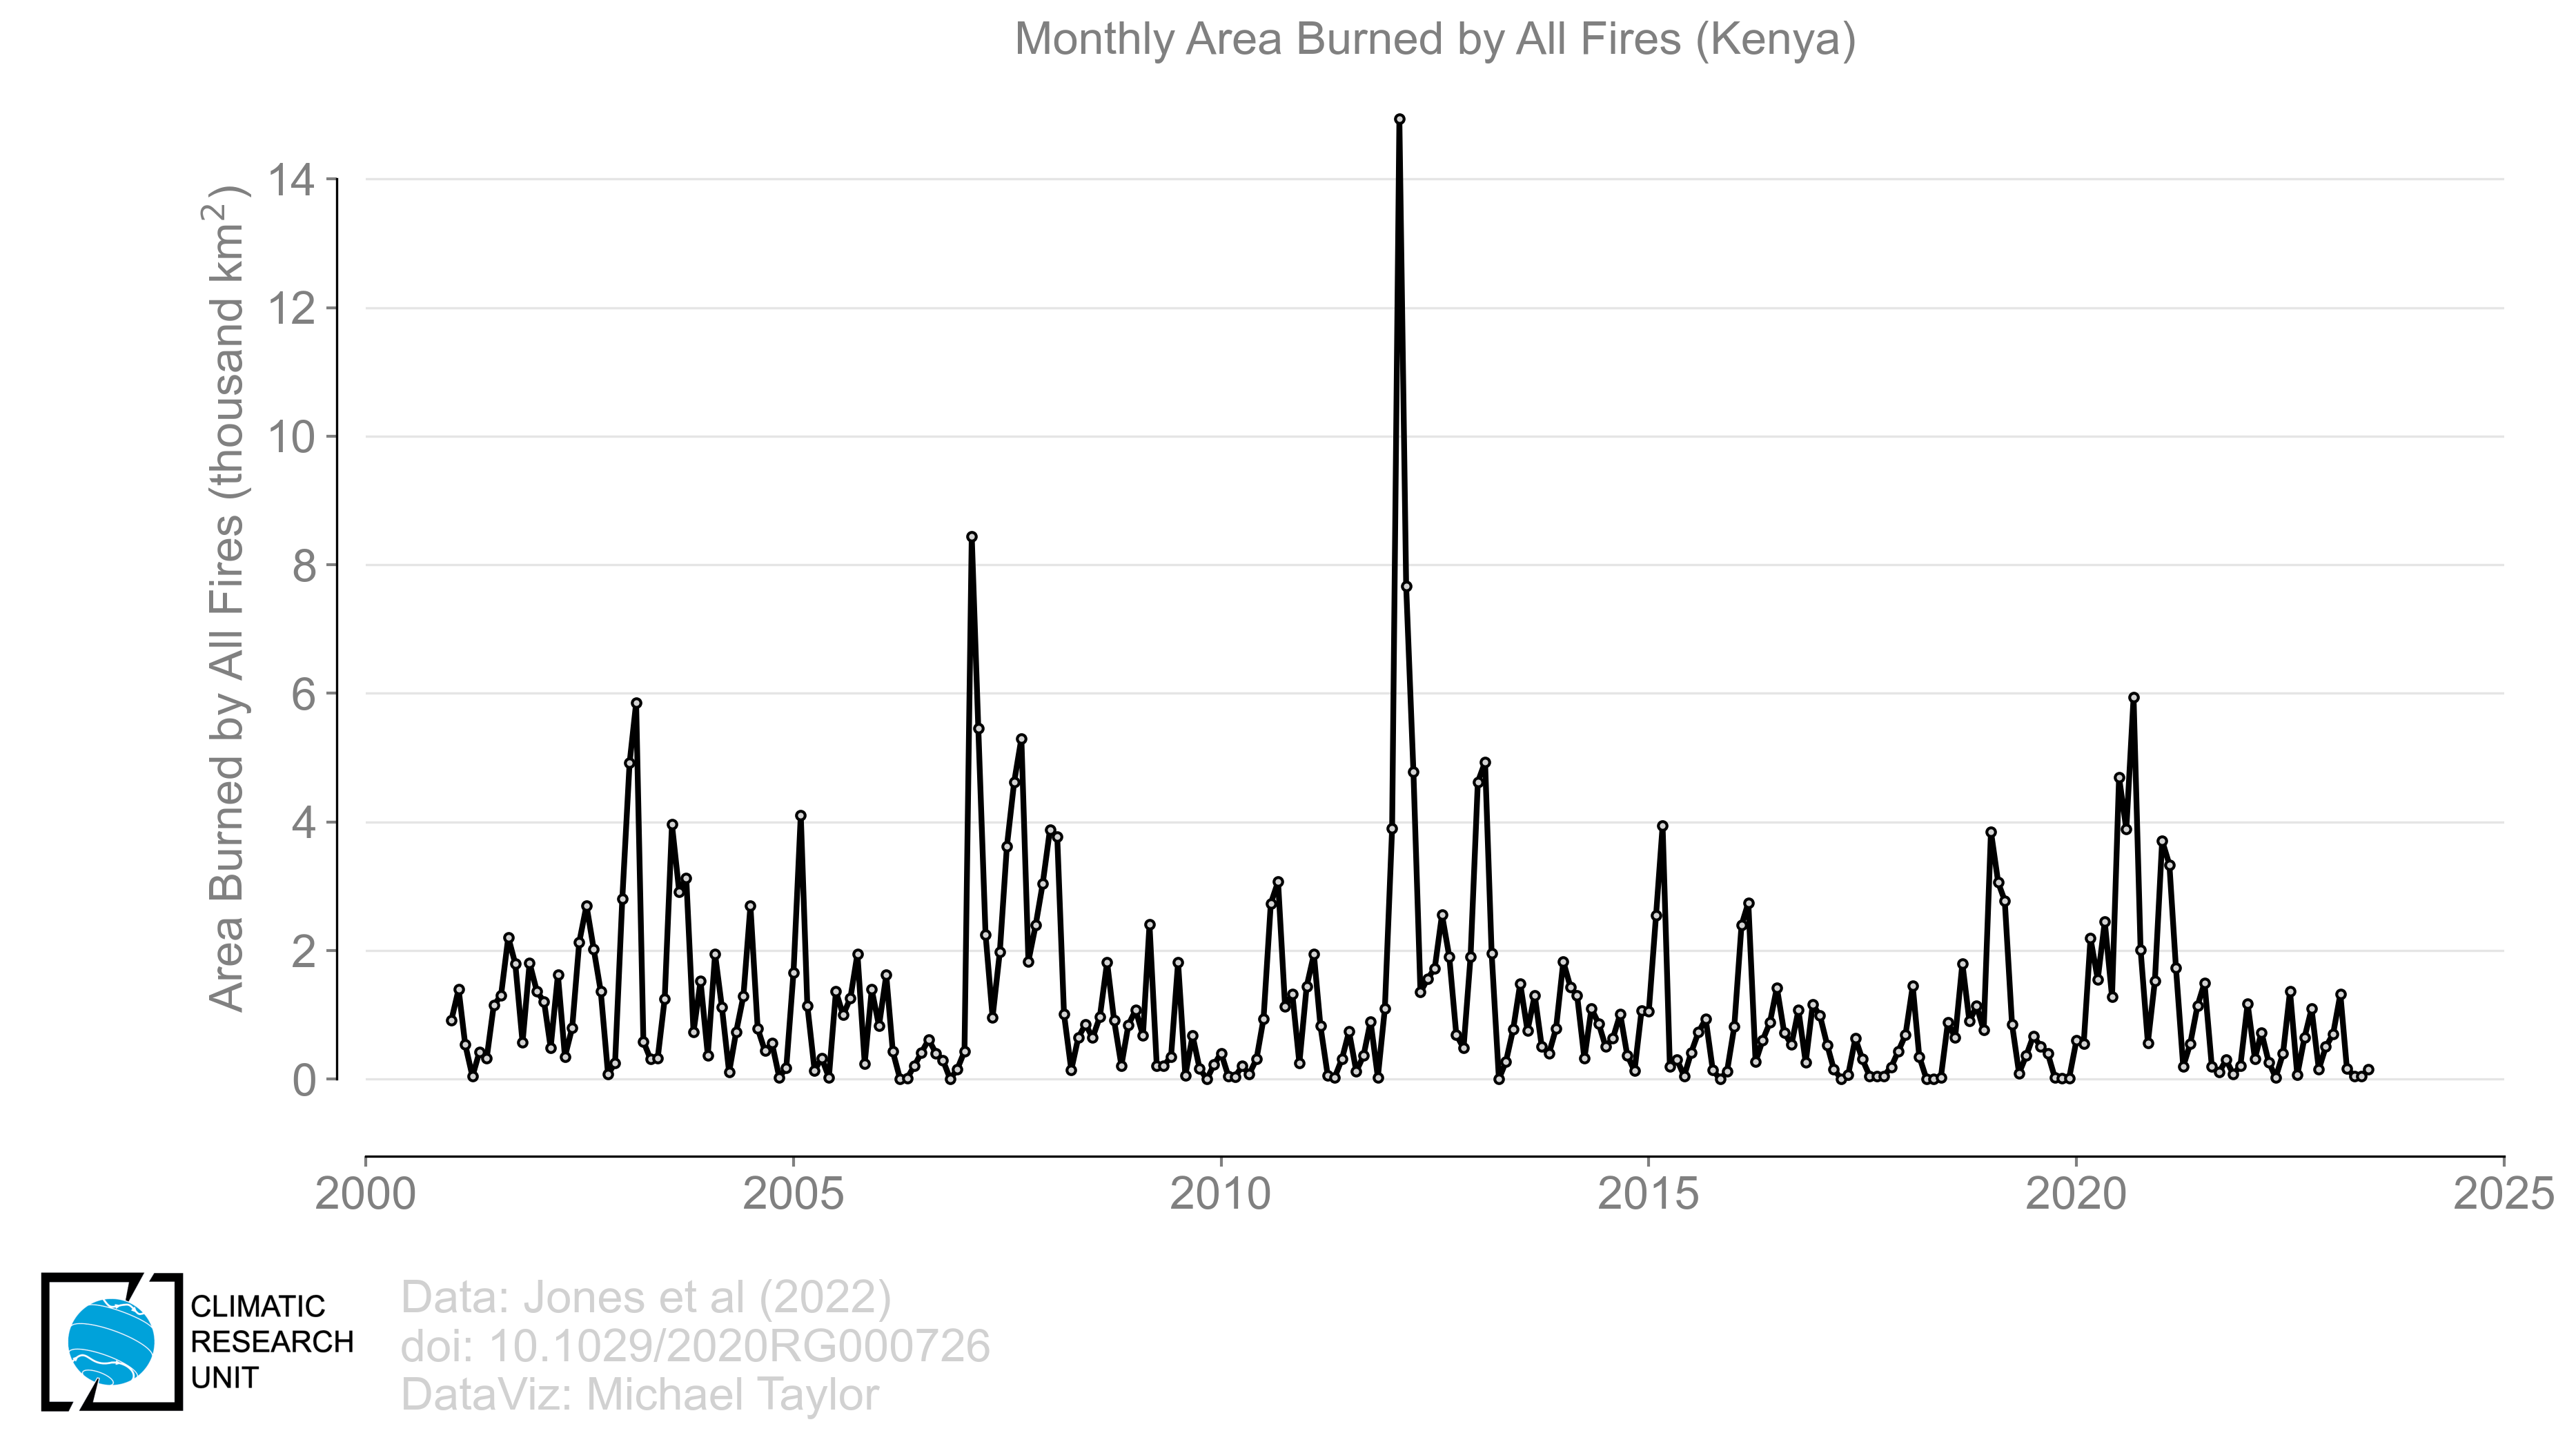 Monthly Area Burned by All Fires (Kenya)
Area Burned by All Fires (thousand km²)
14
12
10
8
6
4
2
0
2000 2005 2010 2015 2020 2025
CLIMATIC
RESEARCH
UNIT
Data: Jones et al (2022)
doi: 10.1029/2020RG000726
DataViz: Michael Taylor